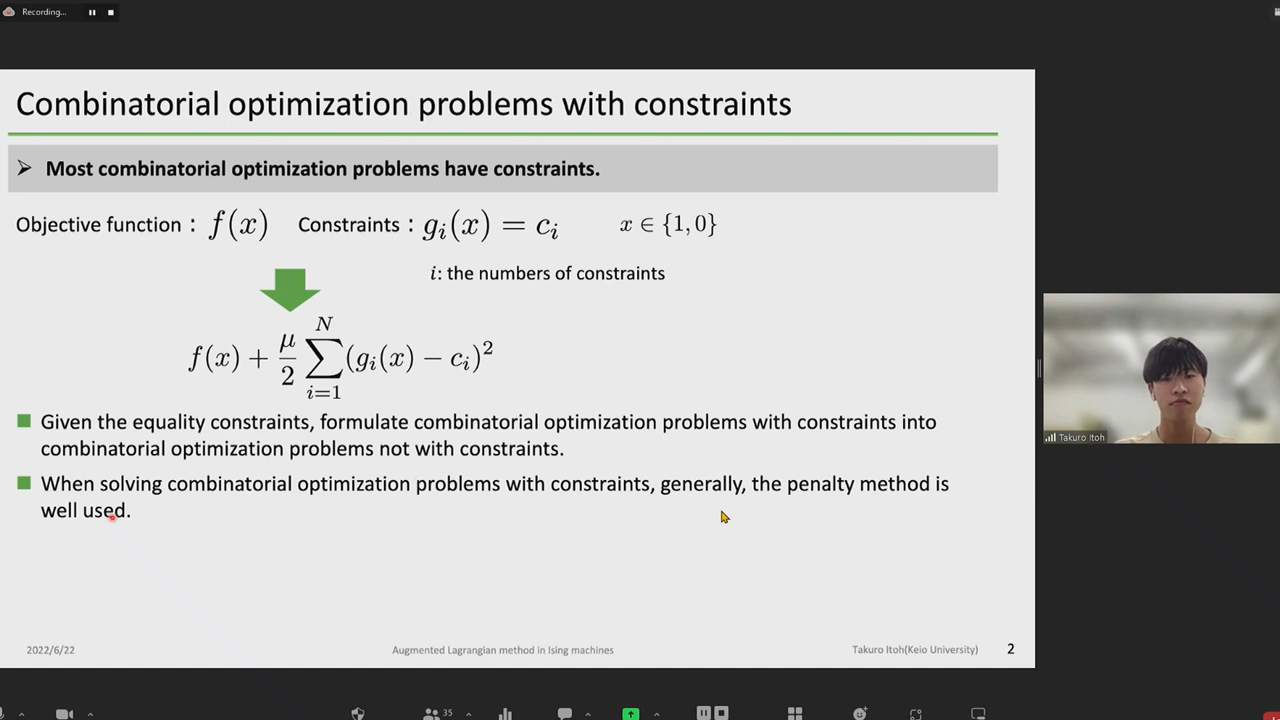 Recording...
Combinatorial optimization problems with constraints
➢ Most combinatorial optimization problems have constraints.
Objective function : f(x) Constraints : g_i(x) = c_i x ∈ {1, 0}
i: the numbers of constraints
f(x) + μ/2 ∑_{i=1}^{N} (g_i(x) − c_i)^2
Given the equality constraints, formulate combinatorial optimization problems with constraints into
combinatorial optimization problems not with constraints.
When solving combinatorial optimization problems with constraints, generally, the penalty method is
well used.
Takuro Itoh
2022/6/22 Augmented Lagrangian method in Ising machines Takuro Itoh(Keio University) 2
35